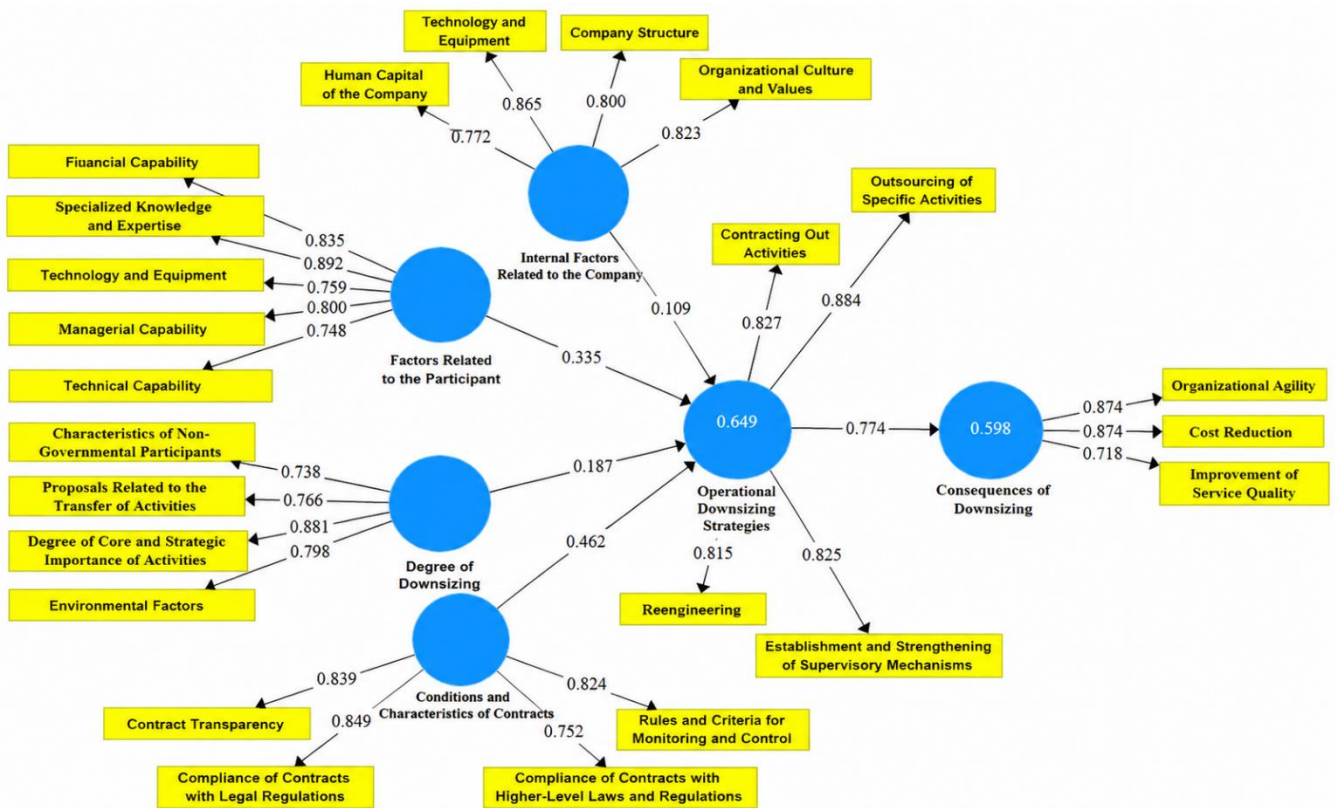 Technology and
Equipment
Company Structure
Human Capital
of the Company
Organizational Culture
and Values
0.865
0.800
0.772
0.823
Fiuancial Capability
Specialized Knowledge
and Expertise
Technology and Equipment
Managerial Capability
Technical Capability
0.835
0.892
0.759
0.800
0.748
Internal Factors
Related to the Company
Factors Related
to the Participant
0.109
0.335
Outsourcing of
Specific Activities
Contracting Out
Activities
0.884
0.827
Characteristics of Non-
Governmental Participants
Proposals Related to the
Transfer of Activities
Degree of Core and Strategic
Importance of Activities
Environmental Factors
0.738
0.766
0.881
0.798
Degree of
Downsizing
0.187
0.462
0.649
Operational
Downsizing
Strategies
0.774
0.598
Consequences of
Downsizing
0.874
0.874
0.718
Organizational Agility
Cost Reduction
Improvement of
Service Quality
0.815
0.825
Reengineering
Establishment and Strengthening
of Supervisory Mechanisms
Conditions and
Characteristics of Contracts
0.839
0.849
0.752
0.824
Contract Transparency
Rules and Criteria for
Monitoring and Control
Compliance of Contracts
with Legal Regulations
Compliance of Contracts with
Higher-Level Laws and Regulations